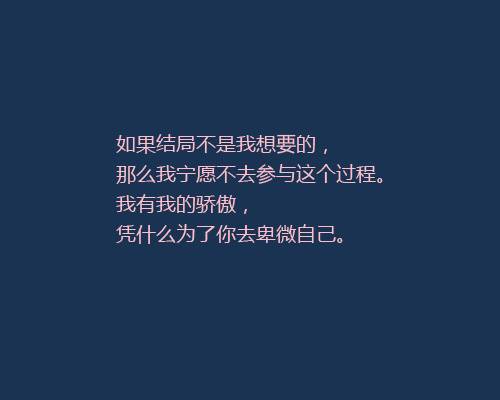 如果结局不是我想要的，
那么我宁愿不去参与这个过程。
我有我的骄傲，
凭什么为了你去卑微自己。